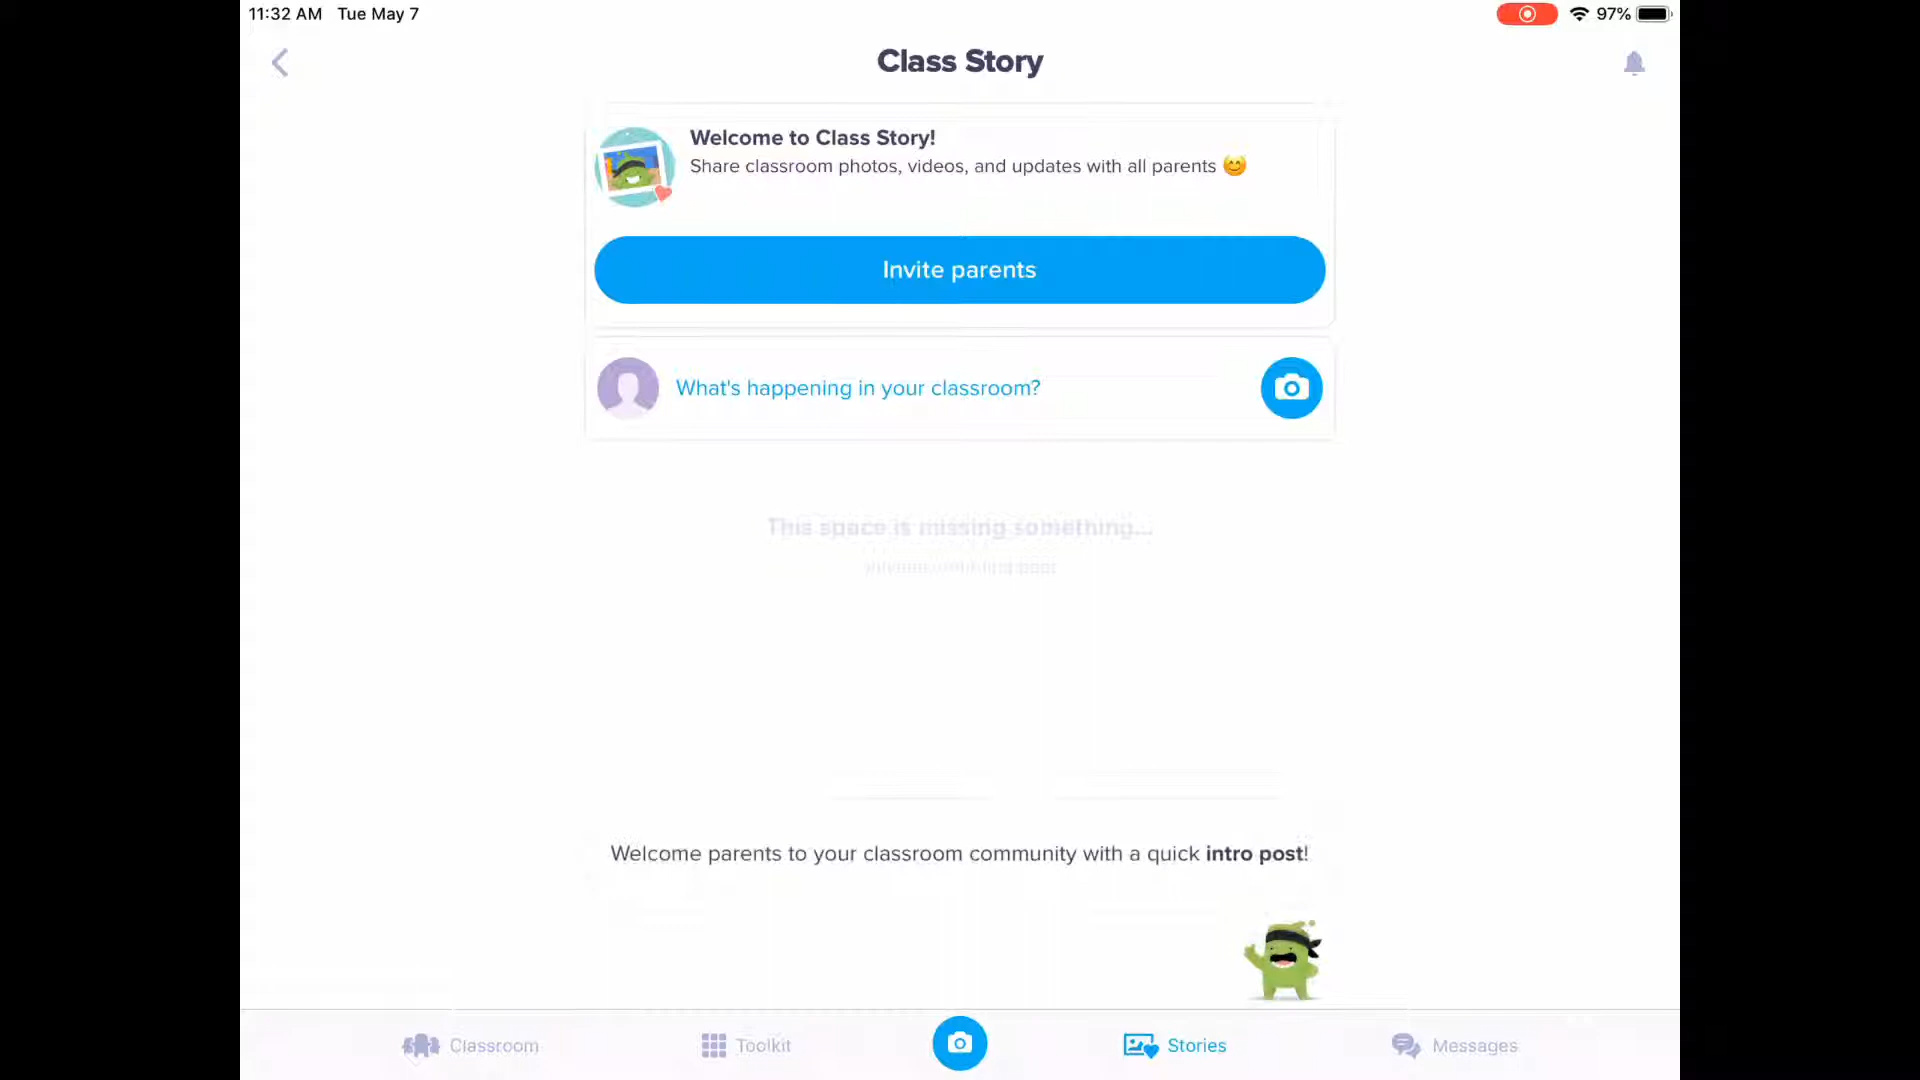 11:32 AM Tue May 7
97%
Class Story
Welcome to Class Story!
Share classroom photos, videos, and updates with all parents 😊
Invite parents
What's happening in your classroom?
This space is missing something...
Welcome parents to your classroom community with a quick intro post!
Classroom
Toolkit
Stories
Messages